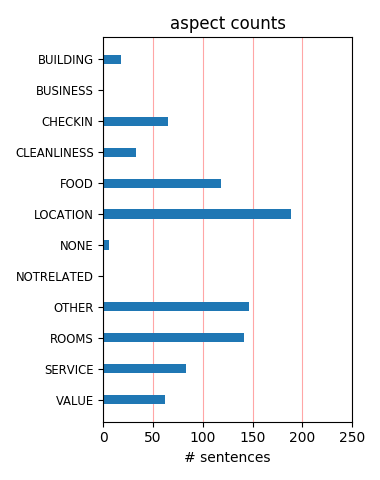 aspect counts
BUILDING
BUSINESS
CHECKIN
CLEANLINESS
FOOD
LOCATION
NONE
NOTRELATED
OTHER
ROOMS
SERVICE
VALUE
0 50 100 150 200 250
# sentences